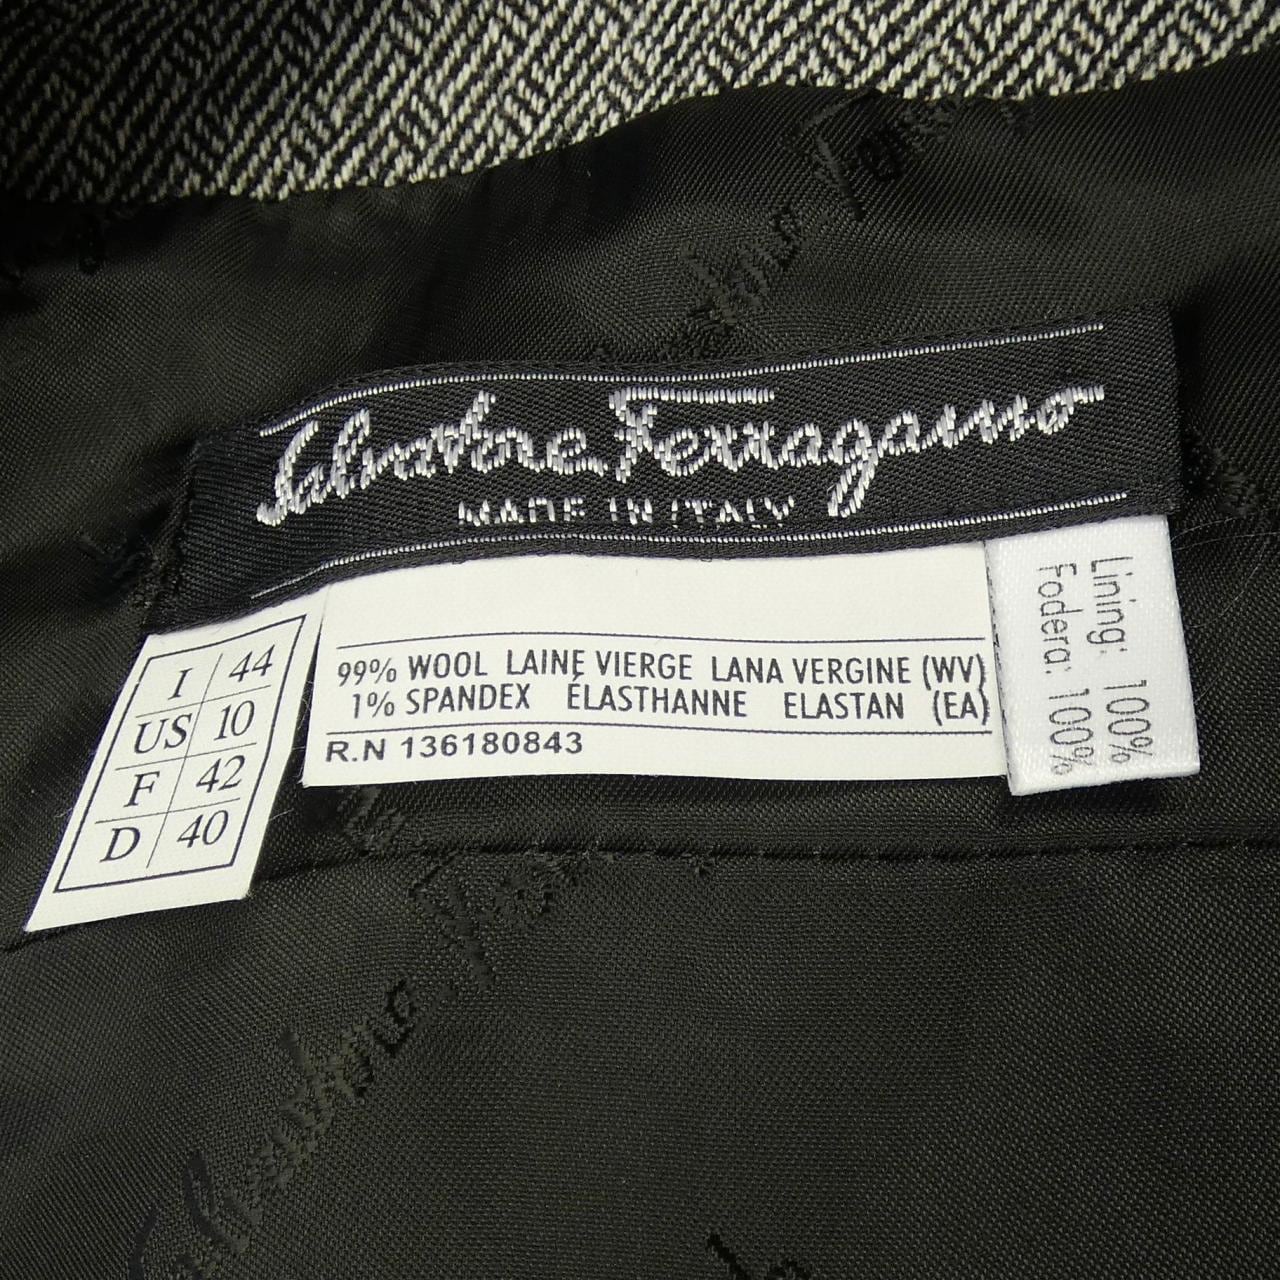 Salvatore Ferragamo
MADE IN ITALY
I 44
US 10
F 42
D 40
99% WOOL LAINE VIERGE LANA VERGINE (WV)
1% SPANDEX ÉLASTHANNE ELASTAN (EA)
R.N 136180843
Lining: 100%
Fodera: 100%